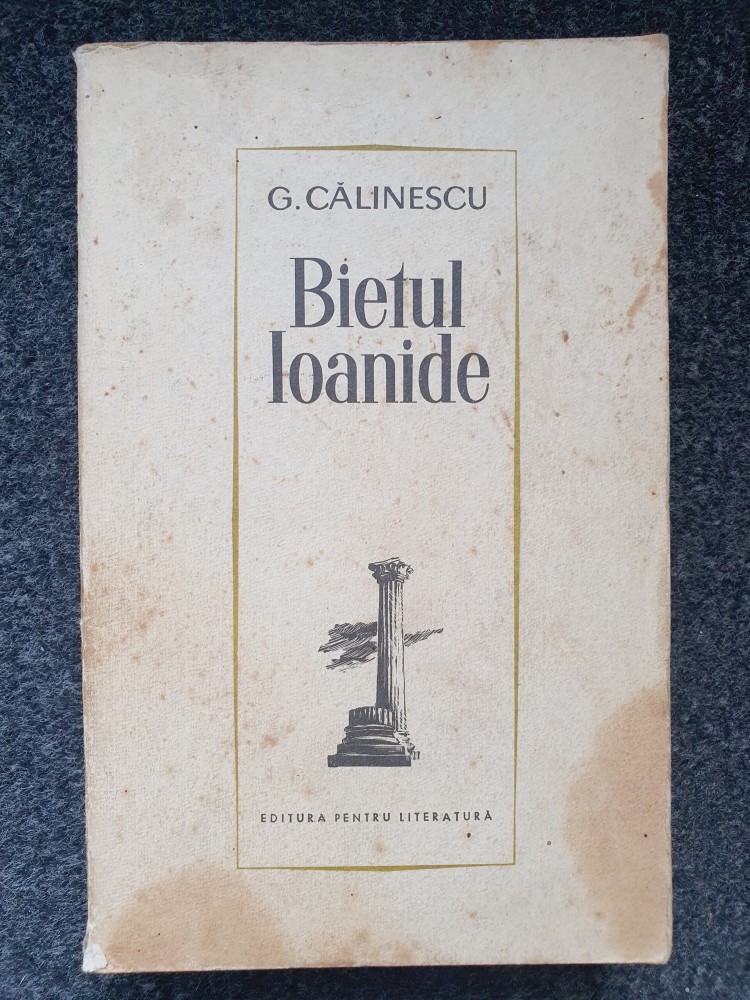 G. CĂLINESCU
Bietul
Ioanide
EDITURA PENTRU LITERATURĂ